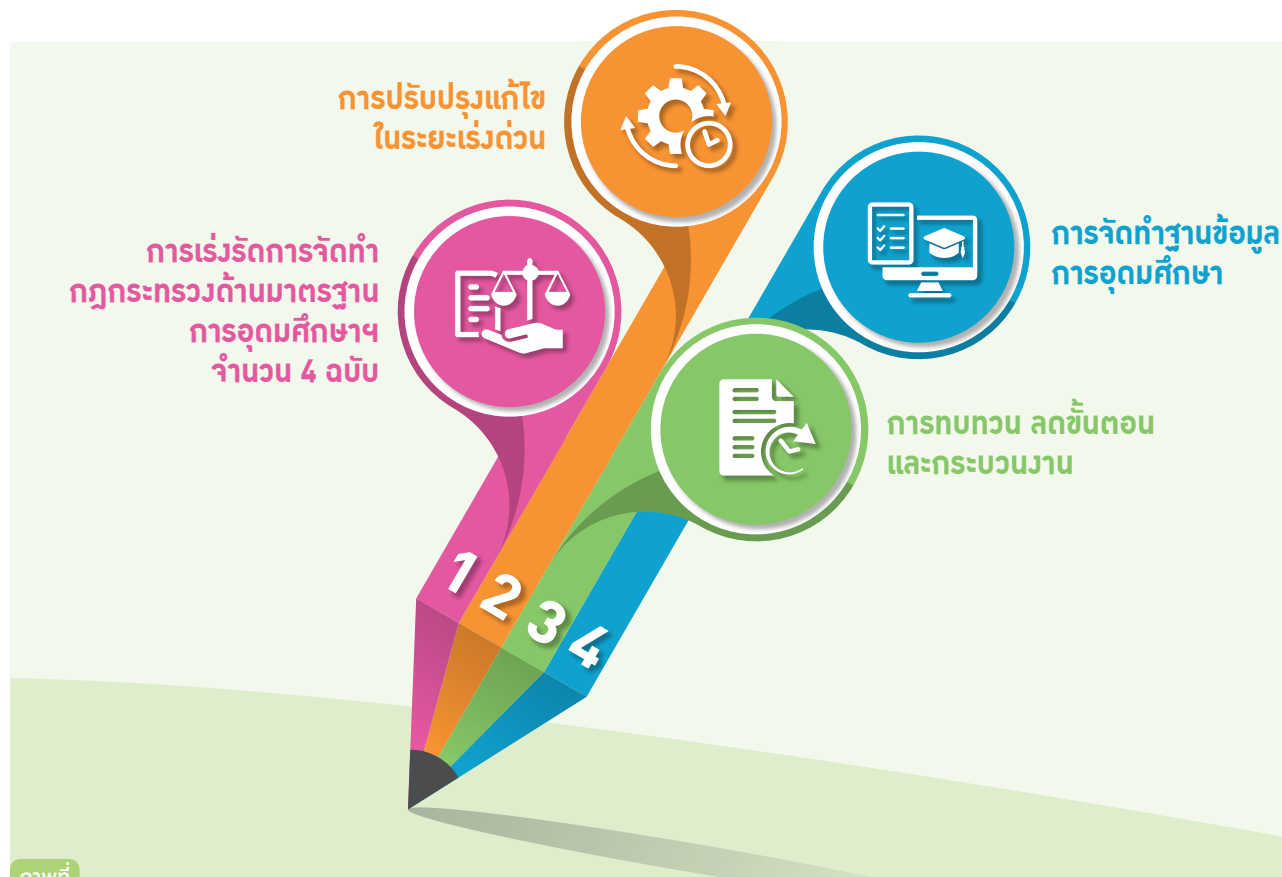 การปรับปรุงแก้ไข
ในระยะเร่งด่วน
การเร่งรัดการจัดทำ
กฎกระทรวงด้านมาตรฐาน
การอุดมศึกษาฯ
จำนวน 4 ฉบับ
การจัดทำฐานข้อมูล
การอุดมศึกษา
การทบทวน ลดขั้นตอน
และกระบวนงาน
1
2
3
4
ภาพที่